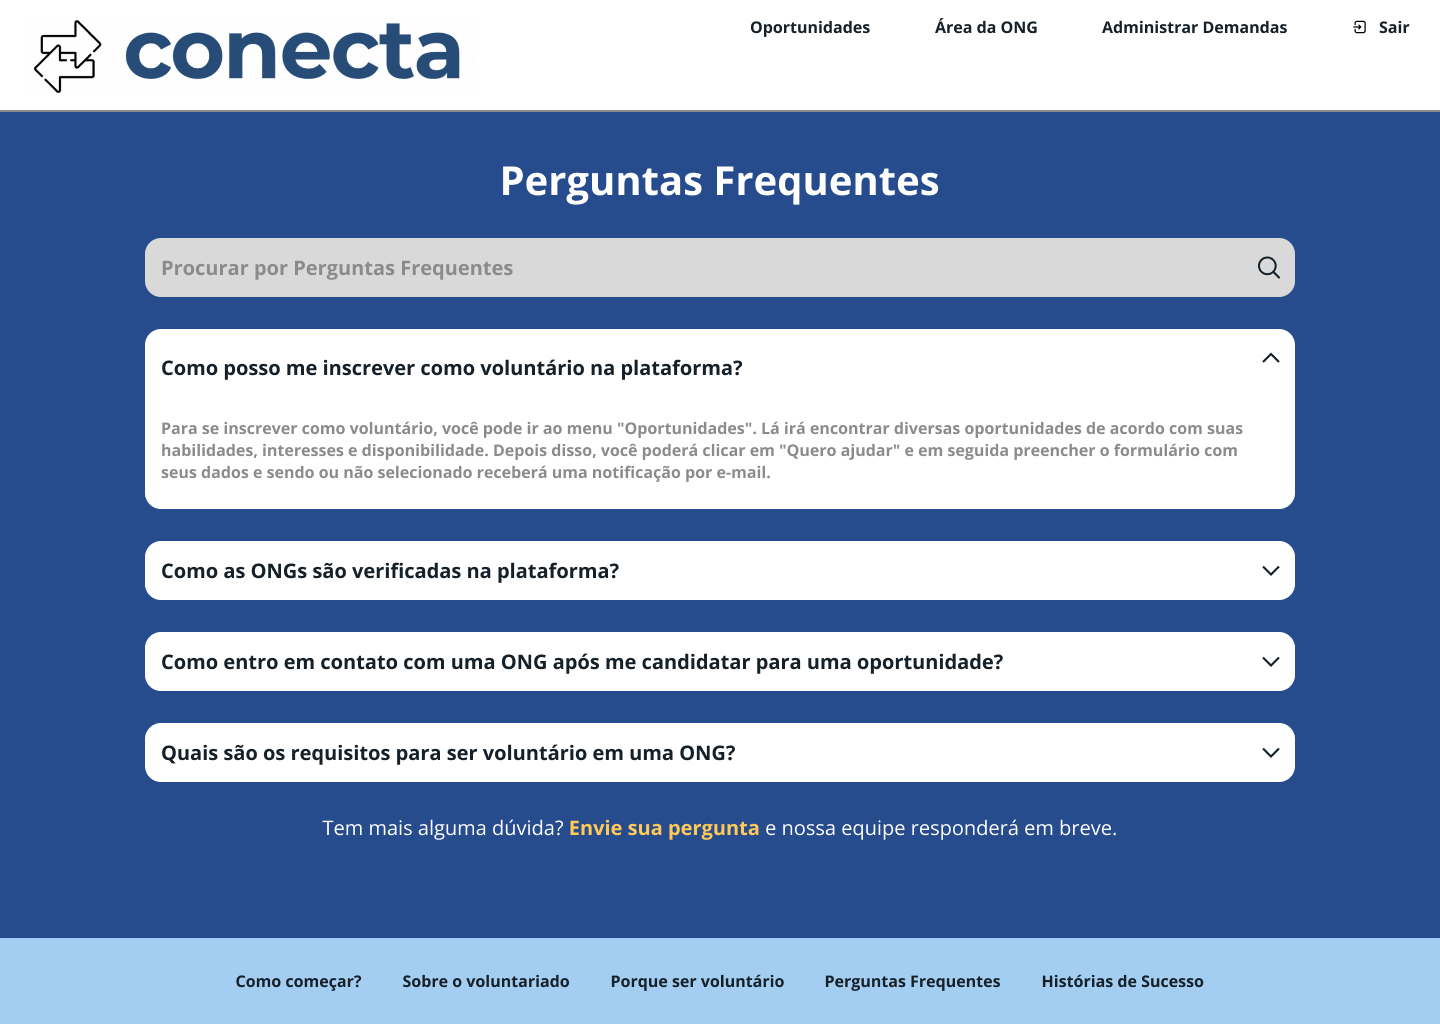 conecta
Oportunidades
Área da ONG
Administrar Demandas
Sair
Perguntas Frequentes
Procurar por Perguntas Frequentes
Como posso me inscrever como voluntário na plataforma?
Para se inscrever como voluntário, você pode ir ao menu "Oportunidades". Lá irá encontrar diversas oportunidades de acordo com suas
habilidades, interesses e disponibilidade. Depois disso, você poderá clicar em "Quero ajudar" e em seguida preencher o formulário com
seus dados e sendo ou não selecionado receberá uma notificação por e-mail.
Como as ONGs são verificadas na plataforma?
Como entro em contato com uma ONG após me candidatar para uma oportunidade?
Quais são os requisitos para ser voluntário em uma ONG?
Tem mais alguma dúvida? Envie sua pergunta e nossa equipe responderá em breve.
Como começar?
Sobre o voluntariado
Porque ser voluntário
Perguntas Frequentes
Histórias de Sucesso